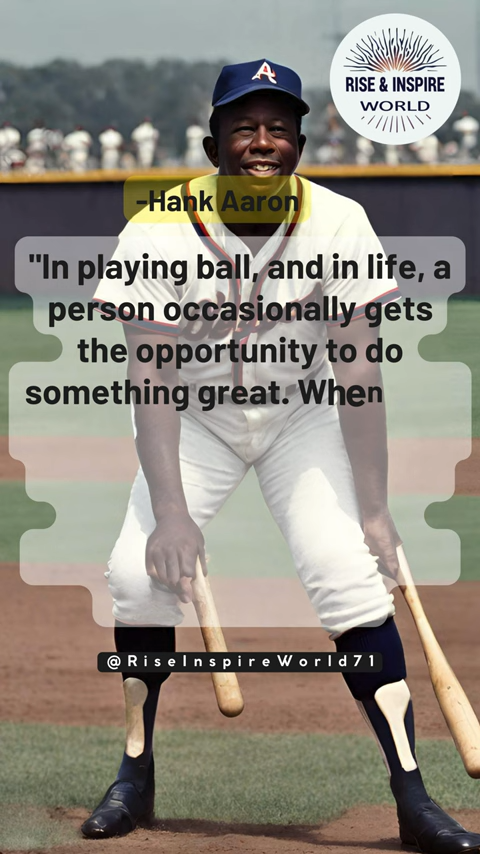 A
RISE & INSPIRE
WORLD
-Hank Aaron
"In playing ball, and in life, a
person occasionally gets
the opportunity to do
something great. When
@RiseInspireWorld71